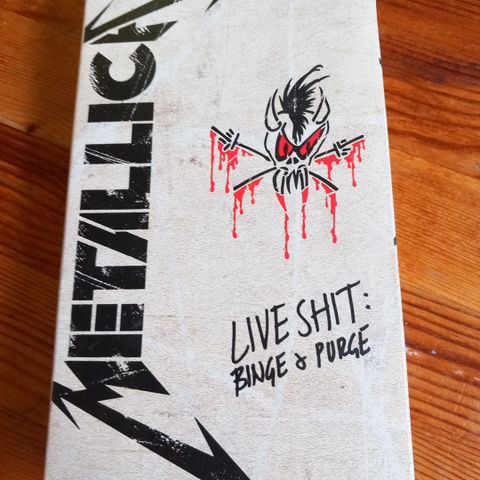 METALLICA
LIVE SHIT:
BINGE & PURGE